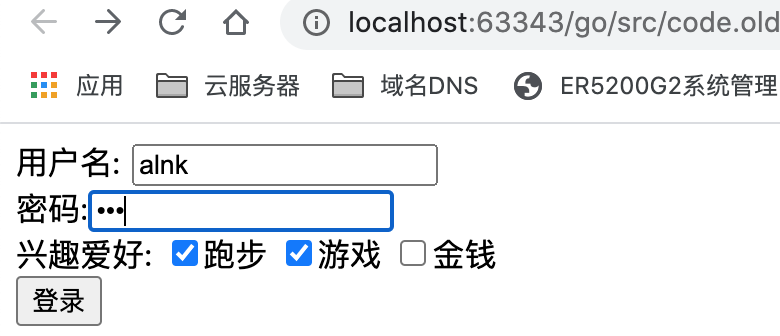 localhost:63343/go/src/code.old
应用 云服务器 域名DNS ER5200G2系统管理
用户名: alnk
密码:•••
兴趣爱好: 跑步 游戏 金钱
登录